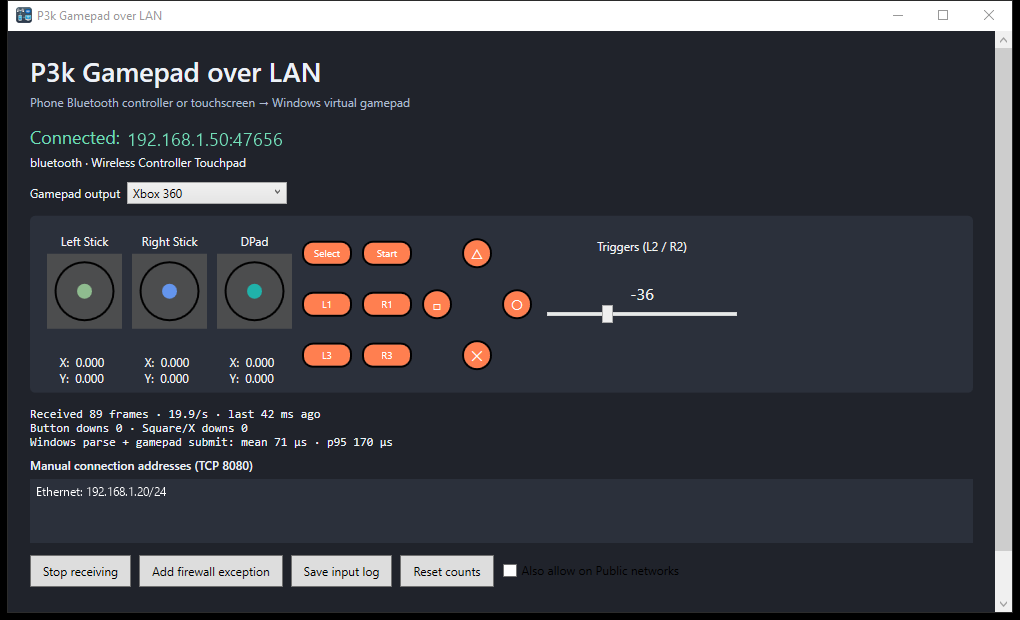 P3k Gamepad over LAN
P3k Gamepad over LAN
Phone Bluetooth controller or touchscreen → Windows virtual gamepad
Connected: 192.168.1.50:47656
bluetooth · Wireless Controller Touchpad
Gamepad output Xbox 360
Left Stick Right Stick DPad Select Start △ Triggers (L2 / R2)
L1 R1 □ ○ -36
L3 R3 ✕
X: 0.000 X: 0.000 X: 0.000
Y: 0.000 Y: 0.000 Y: 0.000
Received 89 frames · 19.9/s · last 42 ms ago
Button downs 0 · Square/X downs 0
Windows parse + gamepad submit: mean 71 µs · p95 170 µs
Manual connection addresses (TCP 8080)
Ethernet: 192.168.1.20/24
Stop receiving Add firewall exception Save input log Reset counts Also allow on Public networks